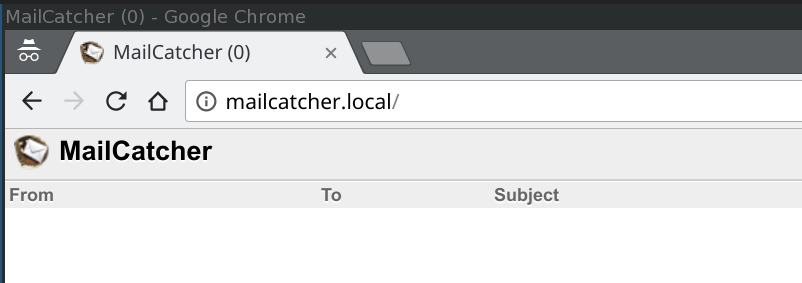 MailCatcher (0) - Google Chrome
MailCatcher (0)
mailcatcher.local/
MailCatcher
From To Subject